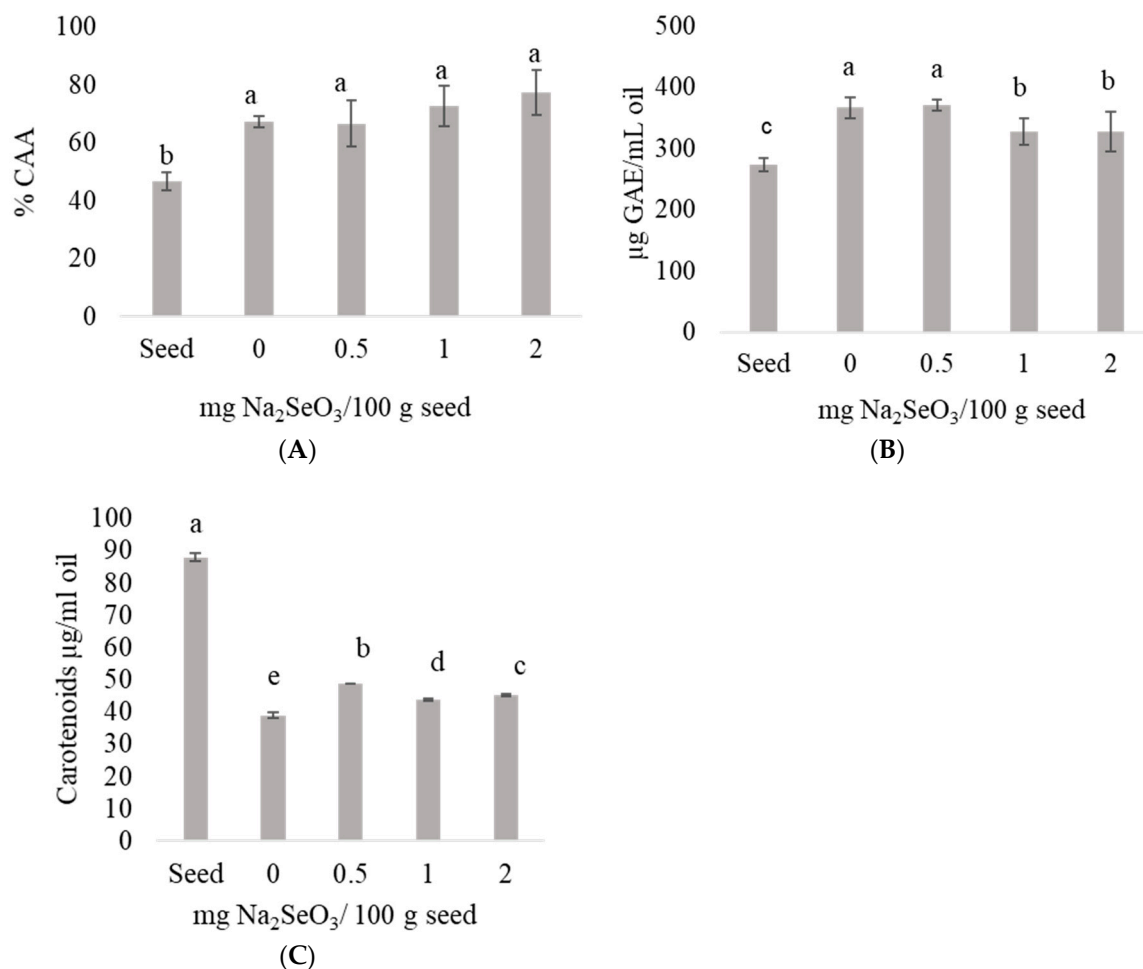 100
80
60
40
20
0
% CAA
b
a
a
a
a
Seed 0 0.5 1 2
mg Na₂SeO₃/100 g seed
(A)
500
400
300
200
100
0
µg GAE/mL oil
c
a
a
b
b
Seed 0 0.5 1 2
mg Na₂SeO₃/100 g seed
(B)
100
90
80
70
60
50
40
30
20
10
0
Carotenoids µg/ml oil
a
e
b
d
c
Seed 0 0.5 1 2
mg Na₂SeO₃/ 100 g seed
(C)